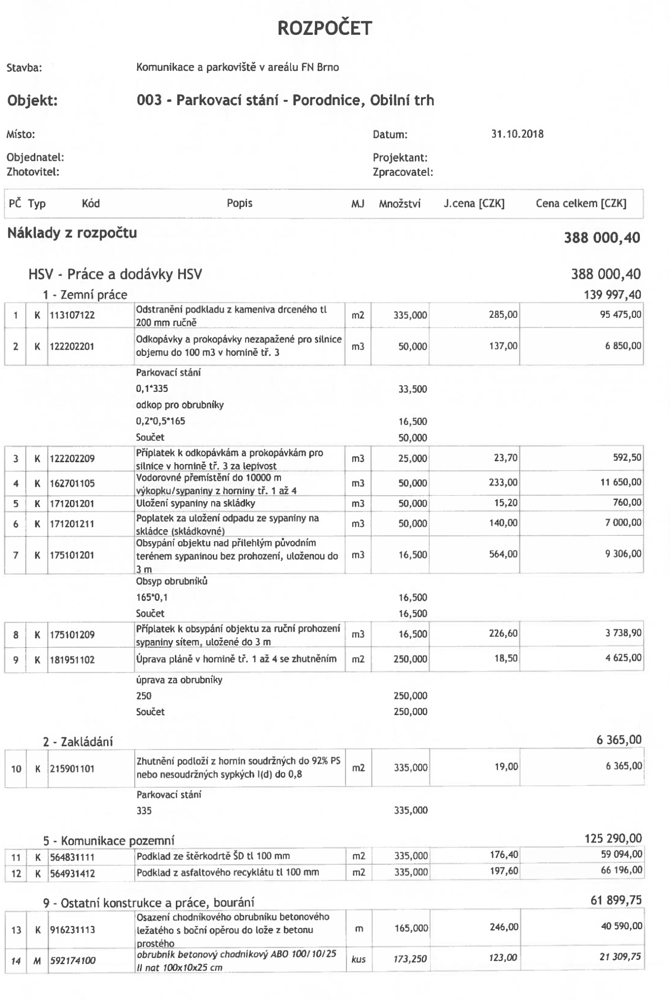 ROZPOČET
Stavba: Komunikace a parkoviště v areálu FN Brno
Objekt: 003 - Parkovací stání - Porodnice, Obilní trh
Místo: Datum: 31.10.2018
Objednatel: Projektant:
Zhotovitel: Zpracovatel:
PČ Typ Kód Popis MJ Množství J.cena [CZK] Cena celkem [CZK]
Náklady z rozpočtu 388 000,40
HSV - Práce a dodávky HSV 388 000,40
1 - Zemní práce 139 997,40
1 K 113107122 Odstranění podkladu z kameniva drceného tl m2 335,000 285,00 95 475,00
200 mm ručně
2 K 122202201 Odkopávky a prokopávky nezapažené pro silnice m3 50,000 137,00 6 850,00
objemu do 100 m3 v hornině tř. 3
Parkovací stání
0,1*335 33,500
odkop pro obrubníky
0,2*0,5*165 16,500
Součet 50,000
3 K 122202209 Příplatek k odkopávkám a prokopávkám pro m3 25,000 23,70 592,50
silnice v hornině tř. 3 za lepivost
4 K 162701105 Vodorovné přemístění do 10000 m m3 50,000 233,00 11 650,00
výkopku/sypaniny z horniny tř. 1 až 4
5 K 171201201 Uložení sypaniny na skládky m3 50,000 15,20 760,00
6 K 171201211 Poplatek za uložení odpadu ze sypaniny na m3 50,000 140,00 7 000,00
skládce (skládkovné)
7 K 175101201 Obsypání objektu nad přilehlým původním m3 16,500 564,00 9 306,00
terénem sypaninou bez prohození, uloženou do
3 m
Obsyp obrubníků
165*0,1 16,500
Součet 16,500
8 K 175101209 Příplatek k obsypání objektu za ruční prohození m3 16,500 226,60 3 738,90
sypaniny sítem, uložené do 3 m
9 K 181951102 Úprava pláně v hornině tř. 1 až 4 se zhutněním m2 250,000 18,50 4 625,00
úprava za obrubníky
250 250,000
Součet 250,000
2 - Zakládání 6 365,00
10 K 215901101 Zhutnění podloží z hornin soudržných do 92% PS m2 335,000 19,00 6 365,00
nebo nesoudržných sypkých I(d) do 0,8
Parkovací stání
335 335,000
5 - Komunikace pozemní 125 290,00
11 K 564831111 Podklad ze štěrkodrtě ŠD tl 100 mm m2 335,000 176,40 59 094,00
12 K 564931412 Podklad z asfaltového recyklátu tl 100 mm m2 335,000 197,60 66 196,00
9 - Ostatní konstrukce a práce, bourání 61 899,75
13 K 916231113 Osazení chodníkového obrubníku betonového m 165,000 246,00 40 590,00
ležatého s boční opěrou do lože z betonu
prostého
14 M 592174100 obrubník betonový chodníkový ABO 100/10/25 kus 173,250 123,00 21 309,75
II nat 100x10x25 cm